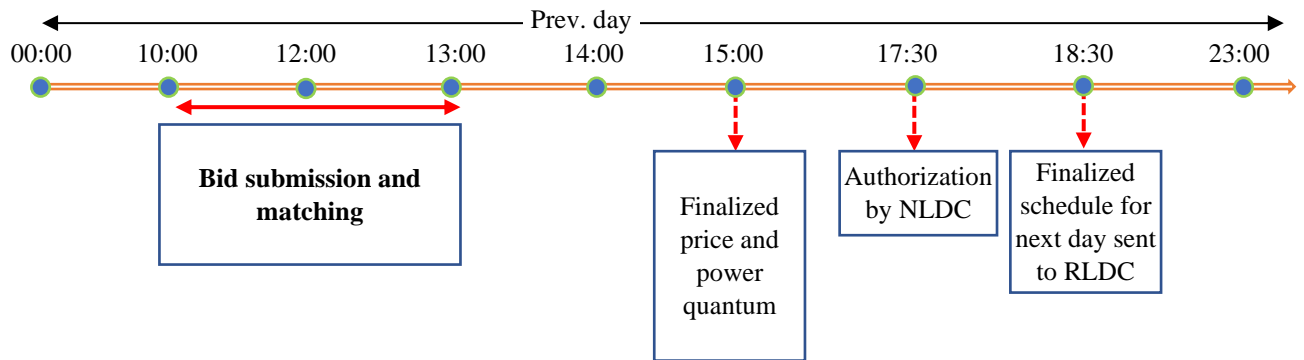 Prev. day
00:00 10:00 12:00 13:00 14:00 15:00 17:30 18:30 23:00
Bid submission and
matching
Finalized
price and
power
quantum
Authorization
by NLDC
Finalized
schedule for
next day sent
to RLDC